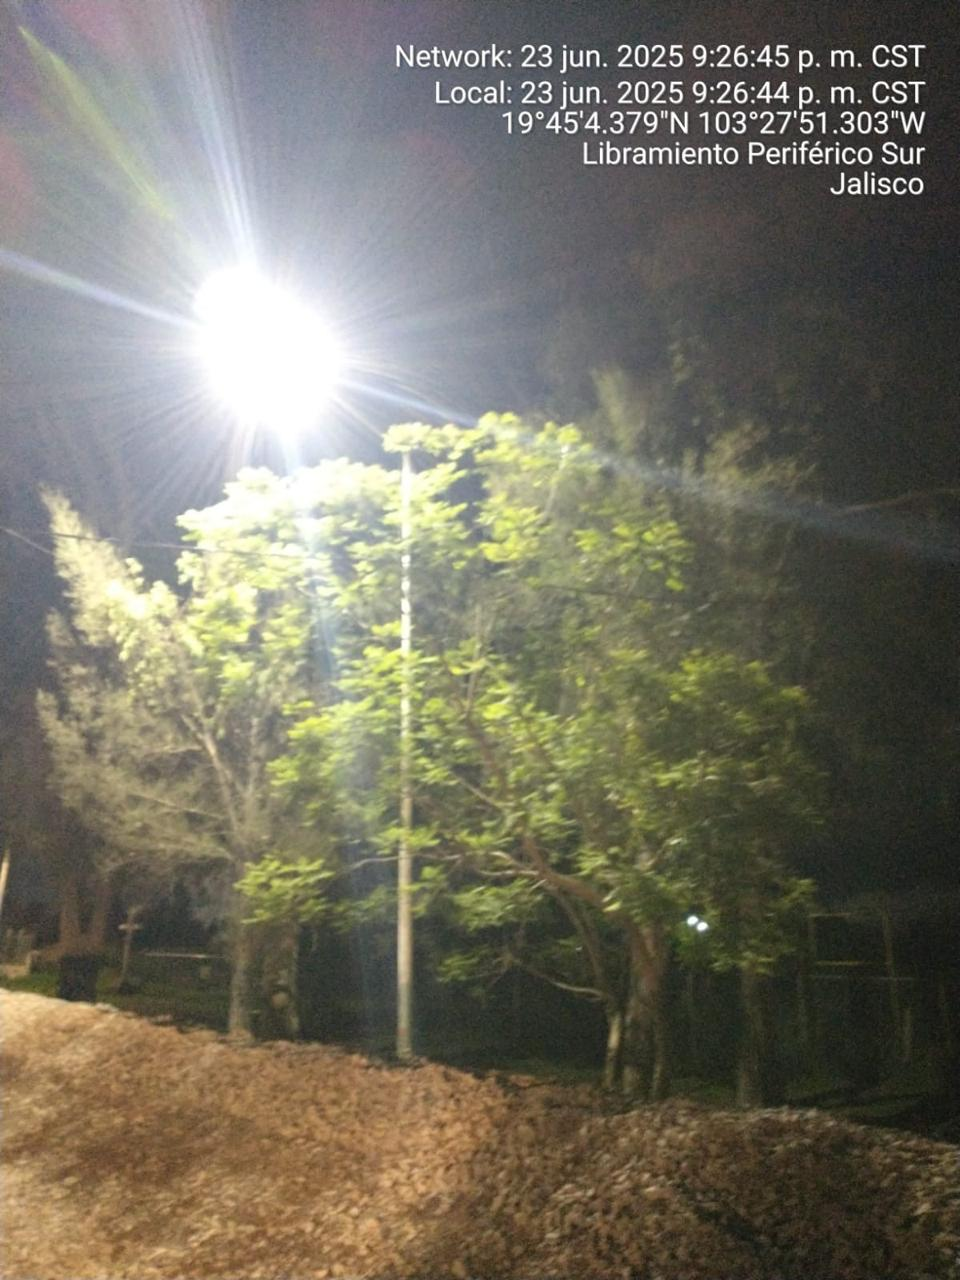 Network: 23 jun. 2025 9:26:45 p. m. CST
Local: 23 jun. 2025 9:26:44 p. m. CST
19°45'4.379"N 103°27'51.303"W
Libramiento Periférico Sur
Jalisco